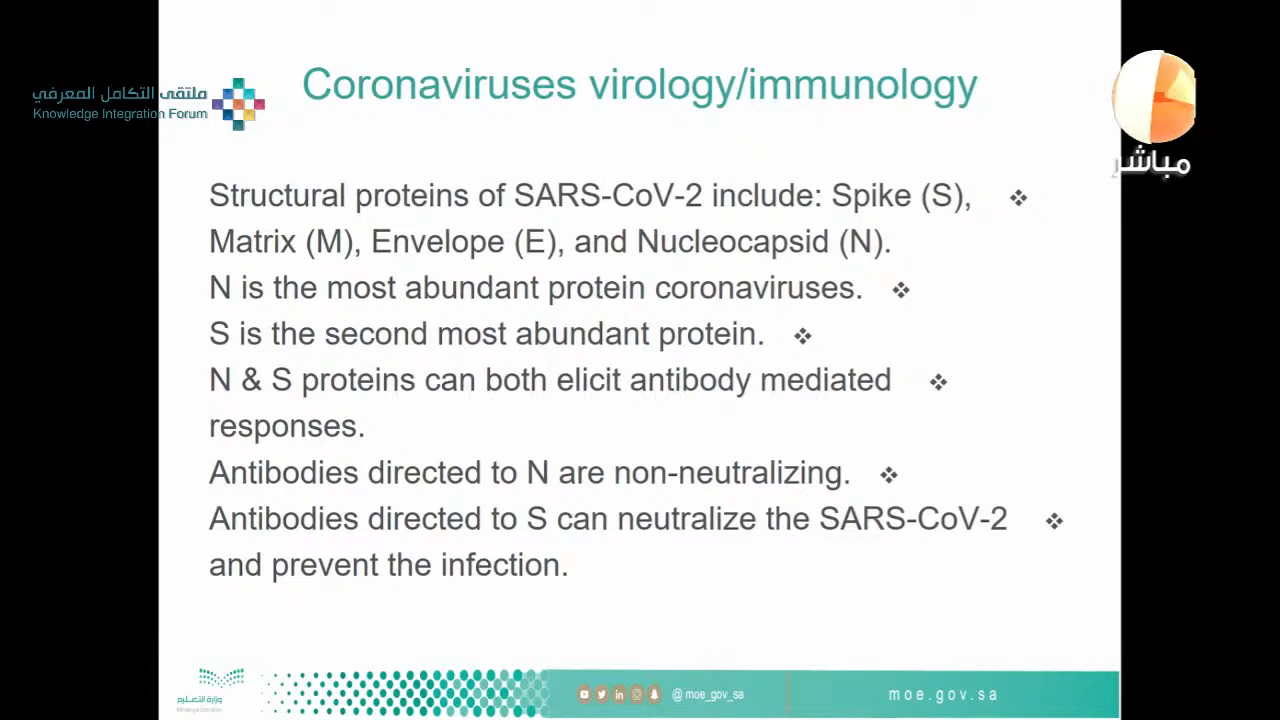 Coronaviruses virology/immunology
ملتقى التكامل المعرفي
Knowledge Integration Forum
مباشر
Structural proteins of SARS-CoV-2 include: Spike (S),
Matrix (M), Envelope (E), and Nucleocapsid (N).
N is the most abundant protein coronaviruses.
S is the second most abundant protein.
N & S proteins can both elicit antibody mediated
responses.
Antibodies directed to N are non-neutralizing.
Antibodies directed to S can neutralize the SARS-CoV-2
and prevent the infection.
وزارة التعليم
Ministry of Education
@moe_gov_sa
moe.gov.sa